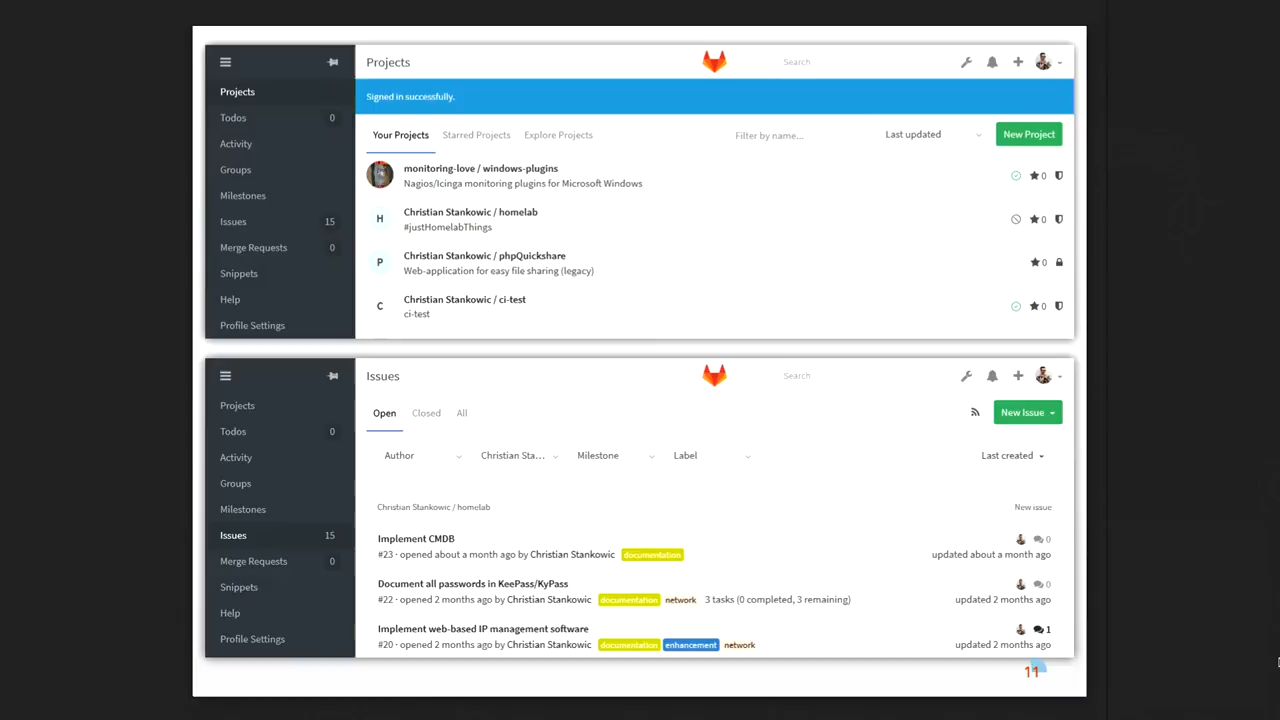 Projects
Search
Projects
Signed in successfully.
Todos 0
Activity
Groups
Milestones
Issues 15
Merge Requests 0
Snippets
Help
Profile Settings
Your Projects Starred Projects Explore Projects Filter by name... Last updated New Project
monitoring-love / windows-plugins
Nagios/Icinga monitoring plugins for Microsoft Windows
0
H
Christian Stankowic / homelab
#justHomelabThings
0
P
Christian Stankowic / phpQuickshare
Web-application for easy file sharing (legacy)
0
C
Christian Stankowic / ci-test
ci-test
0
Issues
Search
Projects
Todos 0
Activity
Groups
Milestones
Issues 15
Merge Requests 0
Snippets
Help
Profile Settings
Open Closed All New Issue
Author Christian Sta... Milestone Label Last created
Christian Stankowic / homelab New issue
Implement CMDB 0
#23 · opened about a month ago by Christian Stankowic documentation updated about a month ago
Document all passwords in KeePass/KyPass 0
#22 · opened 2 months ago by Christian Stankowic documentation network 3 tasks (0 completed, 3 remaining) updated 2 months ago
Implement web-based IP management software 1
#20 · opened 2 months ago by Christian Stankowic documentation enhancement network updated 2 months ago
11